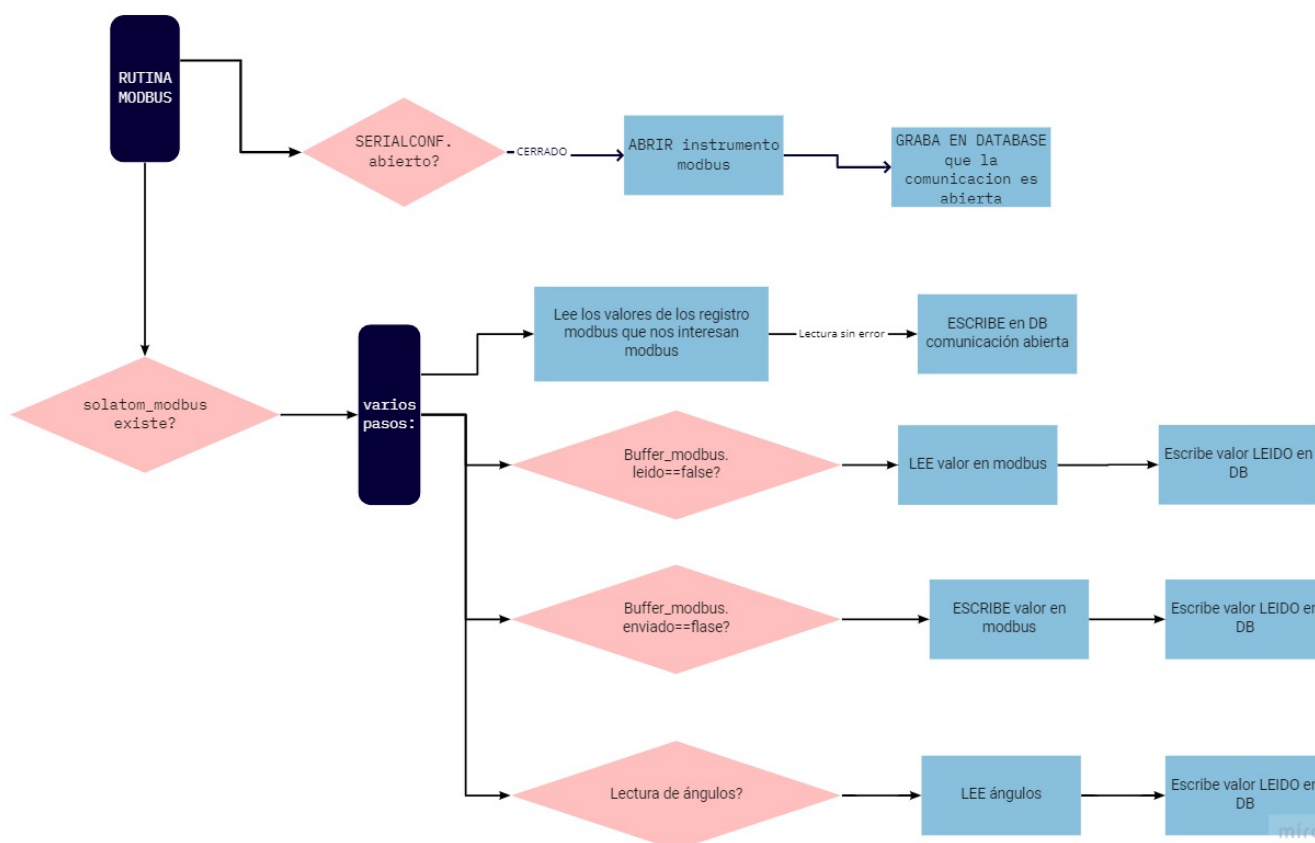 RUTINA
MODBUS
SERIALCONF.
abierto?
CERRADO
ABRIR instrumento
modbus
GRABA EN DATABASE
que la
comunicacion es
abierta
Lee los valores de los registro
modbus que nos interesan
modbus
Lectura sin error
ESCRIBE en DB
comunicación abierta
solatom_modbus
existe?
varios
pasos:
Buffer_modbus.
leido==false?
LEE valor en modbus
Escribe valor LEIDO en
DB
Buffer_modbus.
enviado==flase?
ESCRIBE valor en
modbus
Escribe valor LEIDO en
DB
Lectura de ángulos?
LEE ángulos
Escribe valor LEIDO en
DB
miro